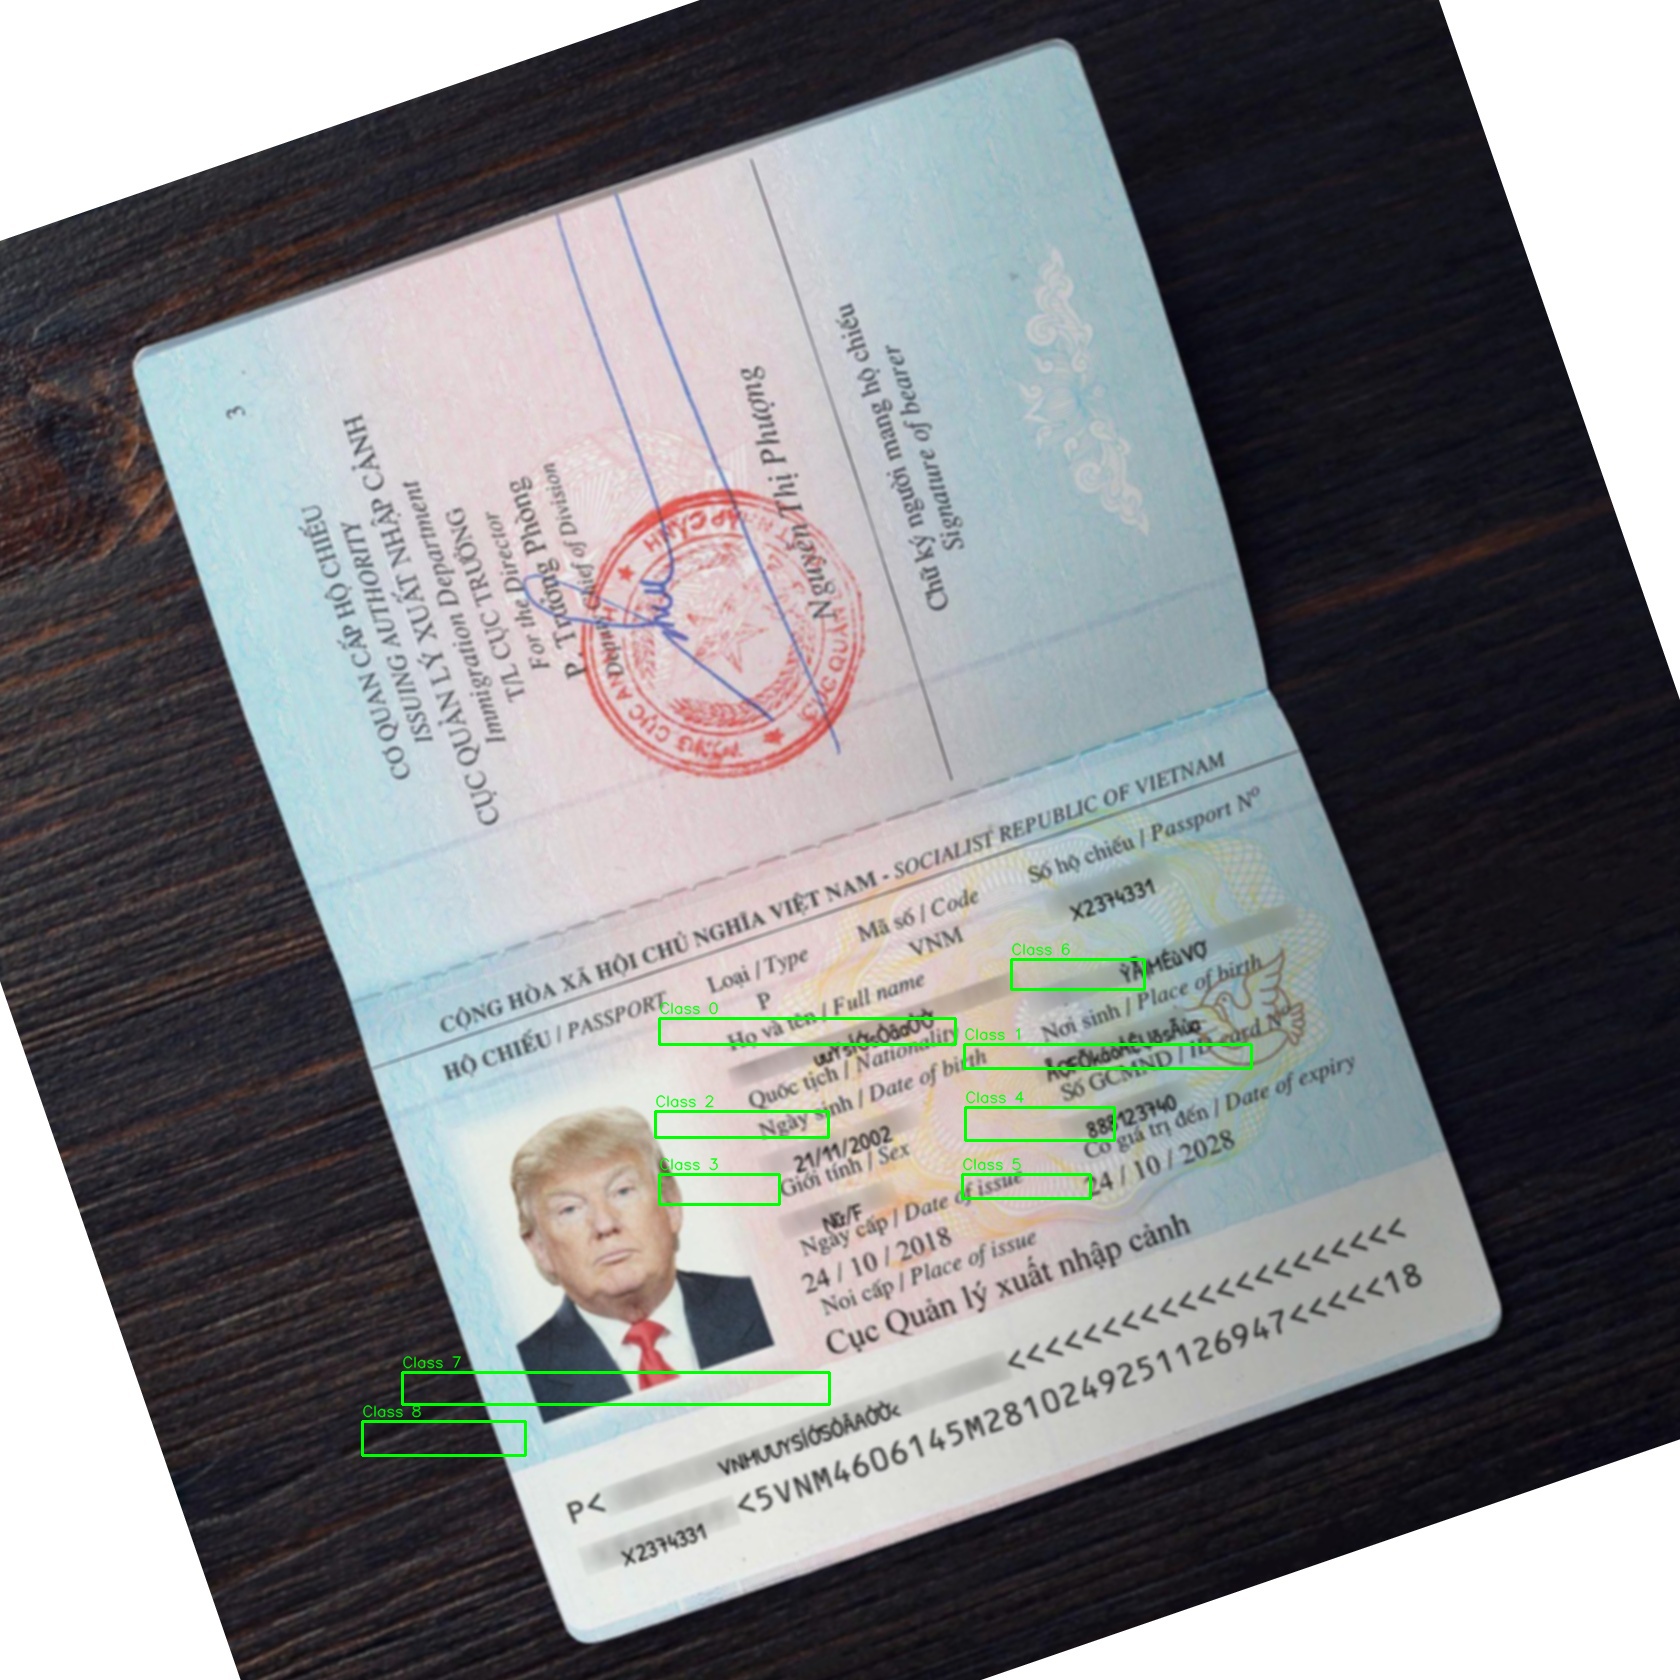 3
CƠ QUAN CẤP HỘ CHIẾU
ISSUING AUTHORITY
CỤC QUẢN LÝ XUẤT NHẬP CẢNH
Immigration Department
T/L CỤC TRƯỞNG
For the Director
P. Trưởng Phòng
Deputy Chief of Division
Nguyễn Thị Phượng
Chữ ký người mang hộ chiếu
Signature of bearer
CỘNG HÒA XÃ HỘI CHỦ NGHĨA VIỆT NAM - SOCIALIST REPUBLIC OF VIETNAM
HỘ CHIẾU / PASSPORT
Loại / Type
P
Mã số / Code
VNM
Số hộ chiếu / Passport Nº
X2374331
Họ và tên / Full name
Quốc tịch / Nationality
Nơi sinh / Place of birth
Ngày sinh / Date of birth
21/11/2002
Số GCMND / ID card Nº
888123740
Giới tính / Sex
Nữ/F
Có giá trị đến / Date of expiry
24 / 10 / 2028
Ngày cấp / Date of issue
24 / 10 / 2018
Nơi cấp / Place of issue
Cục Quản lý xuất nhập cảnh
P< VNMUUYSÍỚSÔÂAÒỜ< <<<<<<<<<<<<<<<<<<<<<<
X2374331 <5VNM4606145M2810249251126947<<<<<18
Class 0
Class 1
Class 2
Class 3
Class 4
Class 5
Class 6
Class 7
Class 8